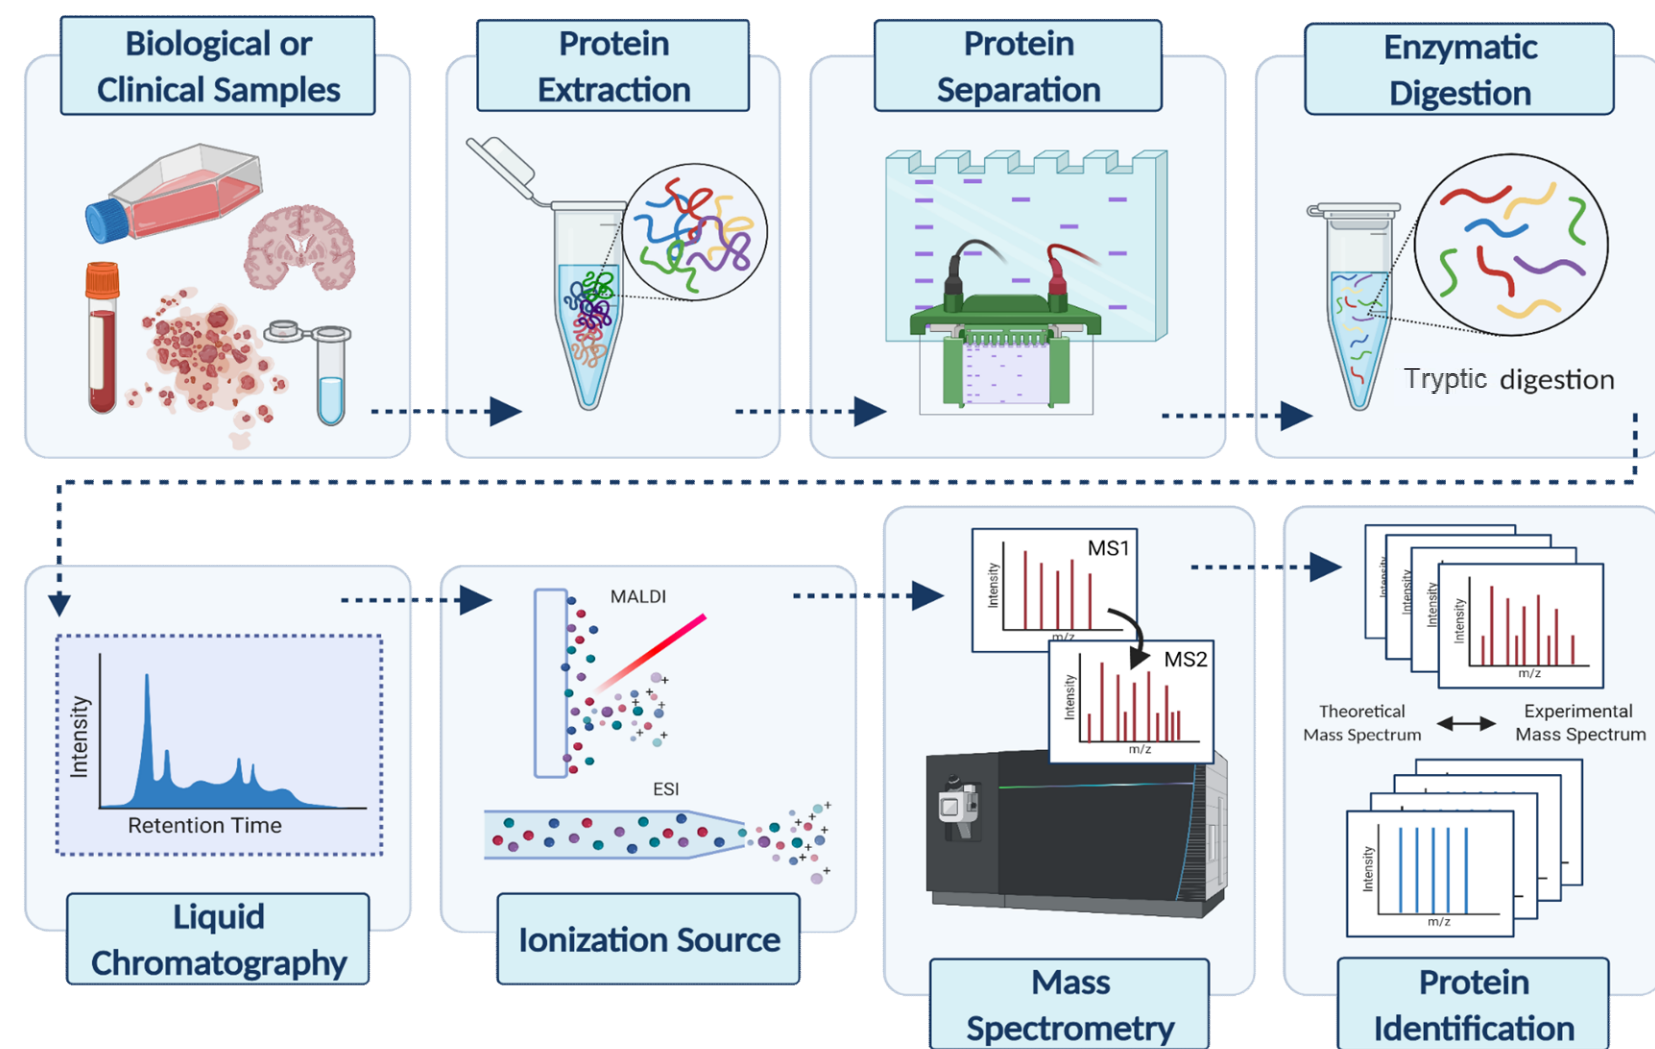 Biological or
Clinical Samples
Protein
Extraction
Protein
Separation
Enzymatic
Digestion
Tryptic digestion
Intensity
Retention Time
Liquid
Chromatography
MALDI
+
+
+
+
+
+
ESI
+
+
+
+
+
+
Ionization Source
MS1
Intensity
m/z
MS2
Intensity
m/z
Mass
Spectrometry
Intensity
Intensity
Intensity
Intensity
m/z
Theoretical
Mass Spectrum
Experimental
Mass Spectrum
Intensity
m/z
Protein
Identification